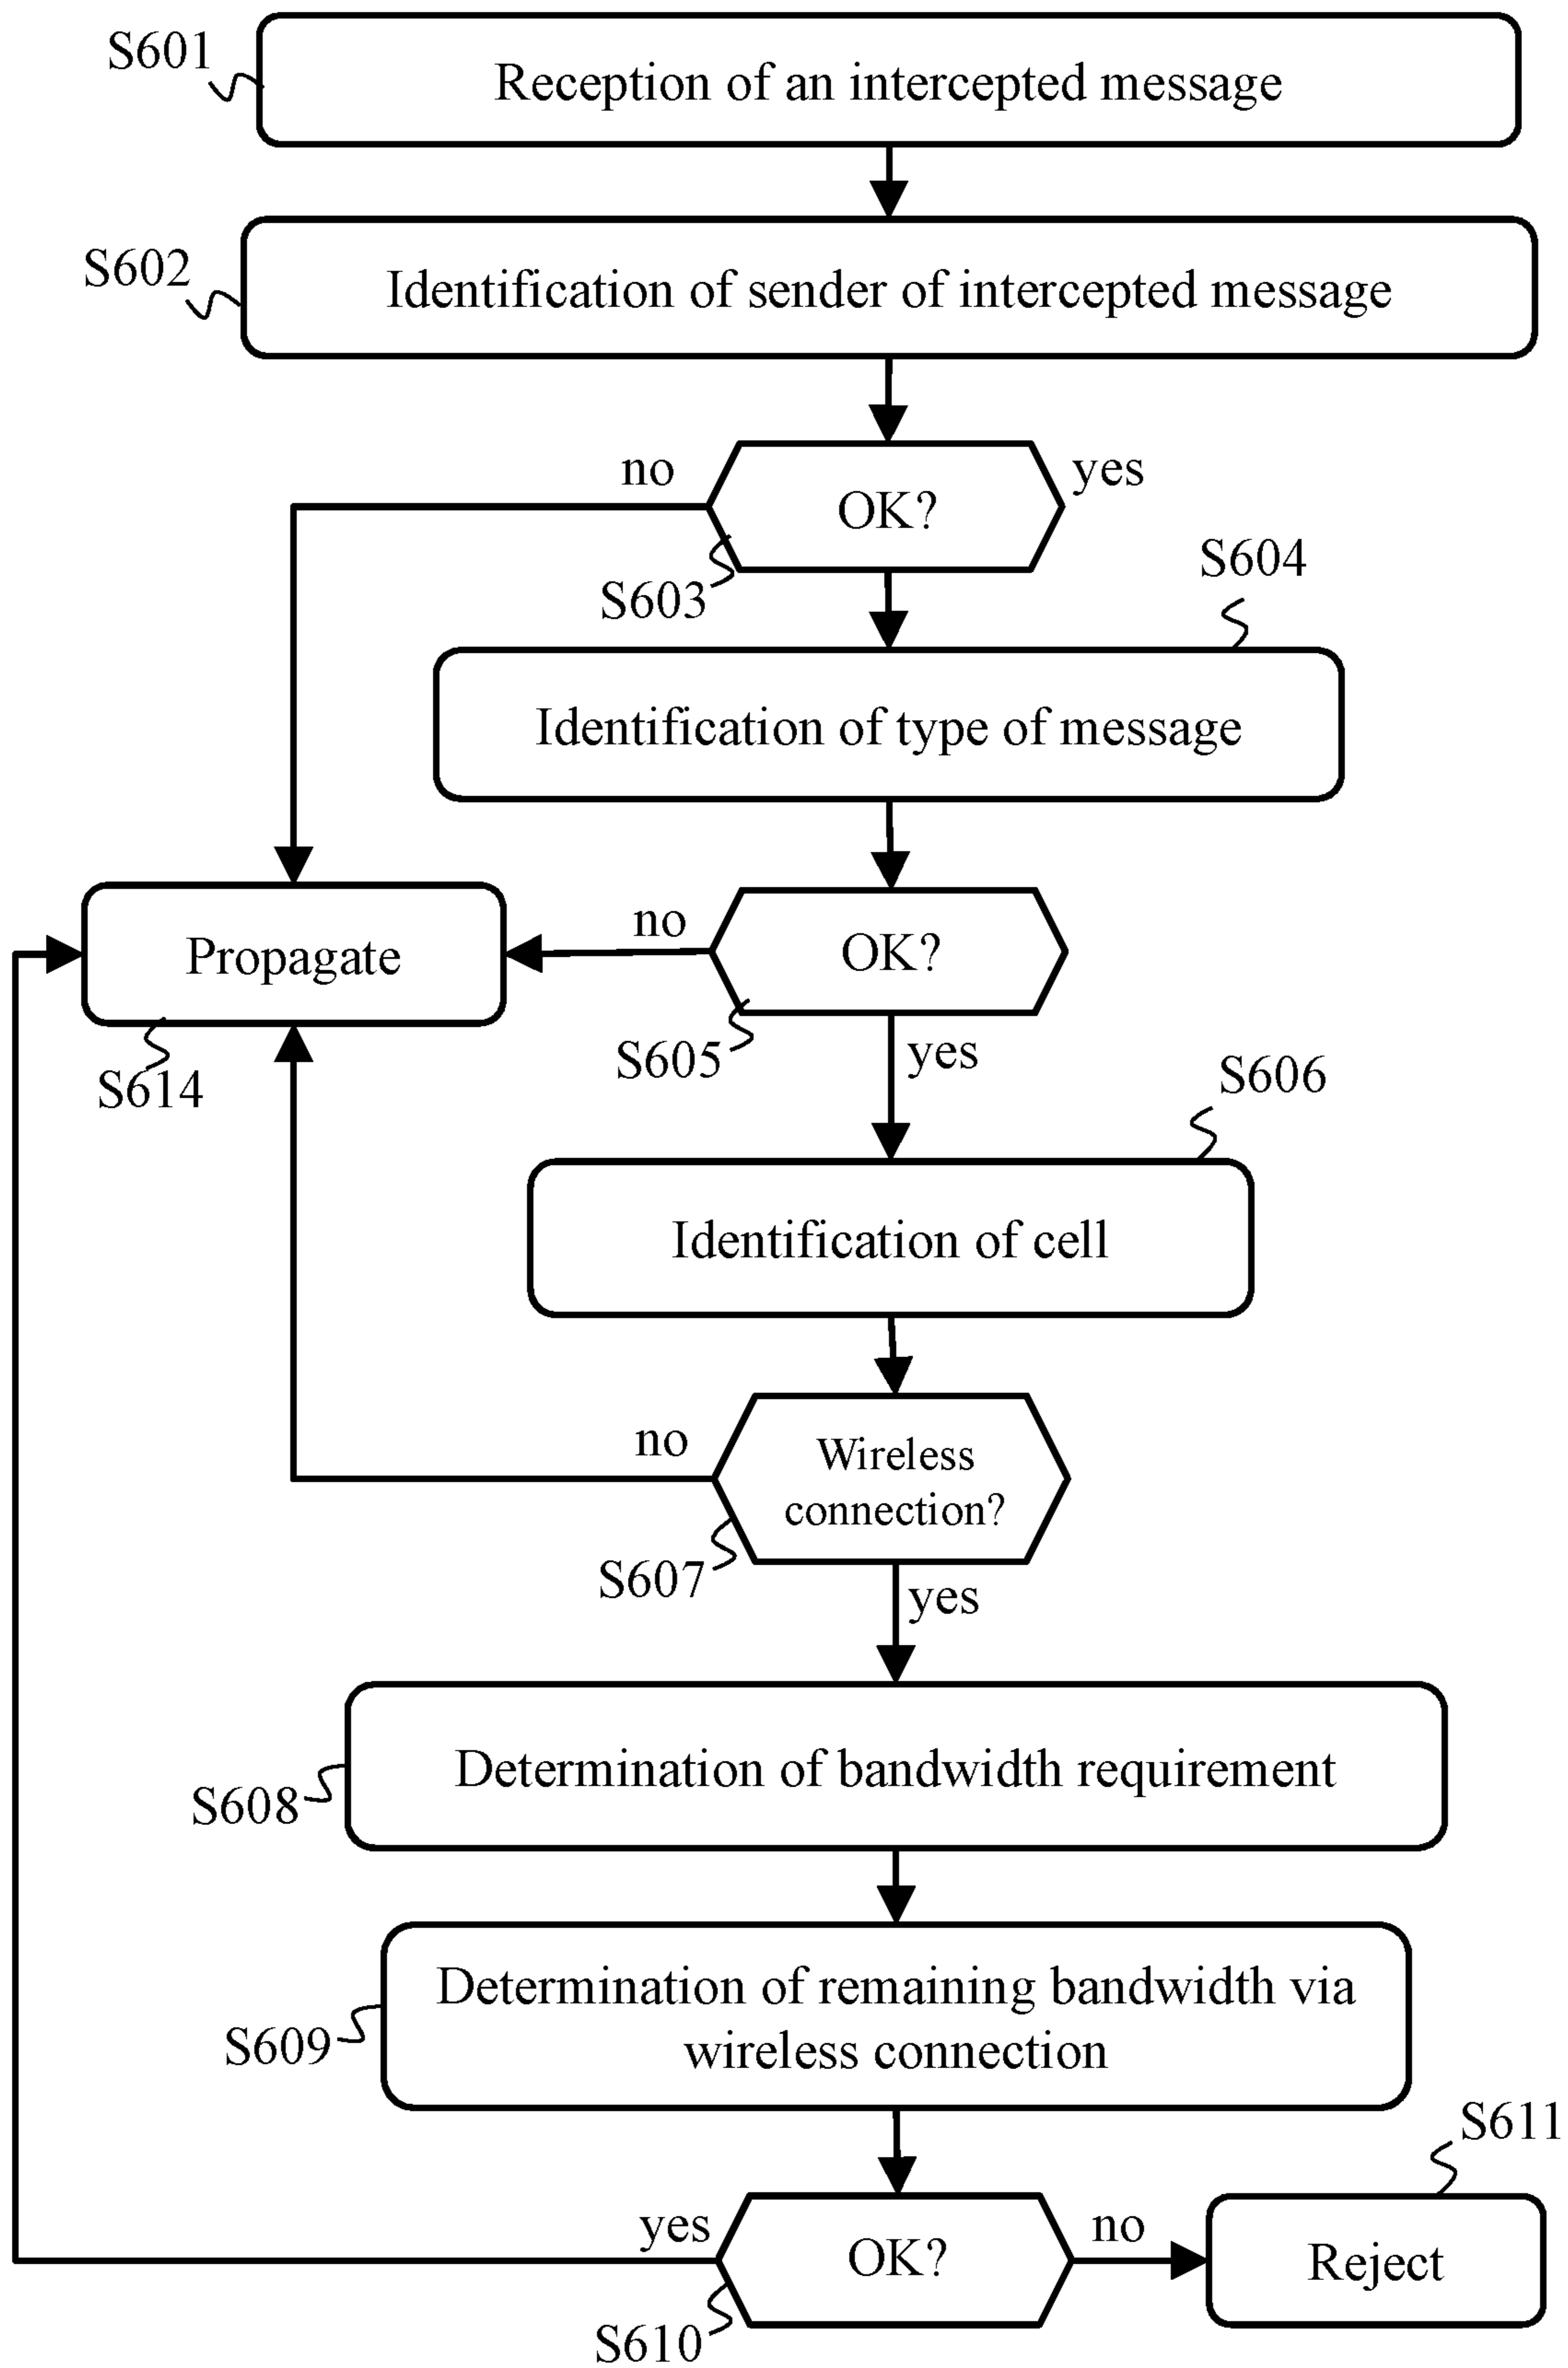 S601
Reception of an intercepted message
S602
Identification of sender of intercepted message
no
yes
OK?
S603
S604
Identification of type of message
Propagate
no
OK?
S614
S605
yes
S606
Identification of cell
no
Wireless
connection?
S607
yes
Determination of bandwidth requirement
S608
Determination of remaining bandwidth via
wireless connection
S609
S611
yes
OK?
no
Reject
S610